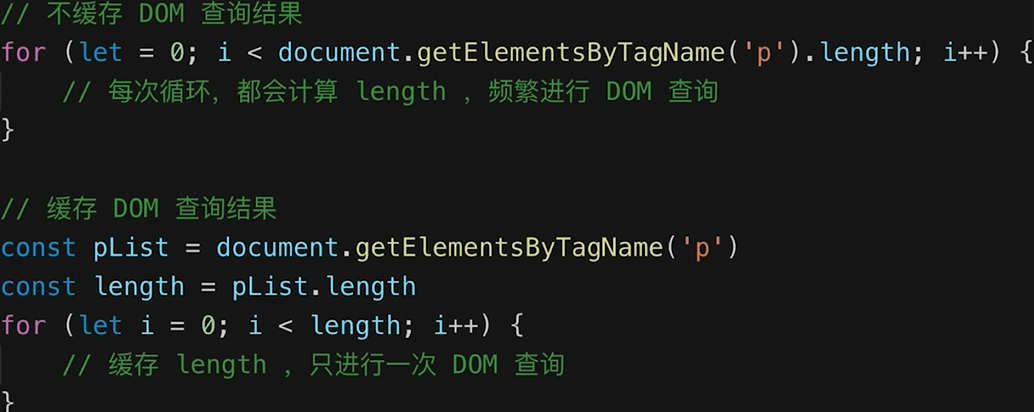 // 不缓存 DOM 查询结果
for (let = 0; i < document.getElementsByTagName('p').length; i++) {
    // 每次循环，都会计算 length ，频繁进行 DOM 查询
}
// 缓存 DOM 查询结果
const pList = document.getElementsByTagName('p')
const length = pList.length
for (let i = 0; i < length; i++) {
    // 缓存 length ，只进行一次 DOM 查询
}